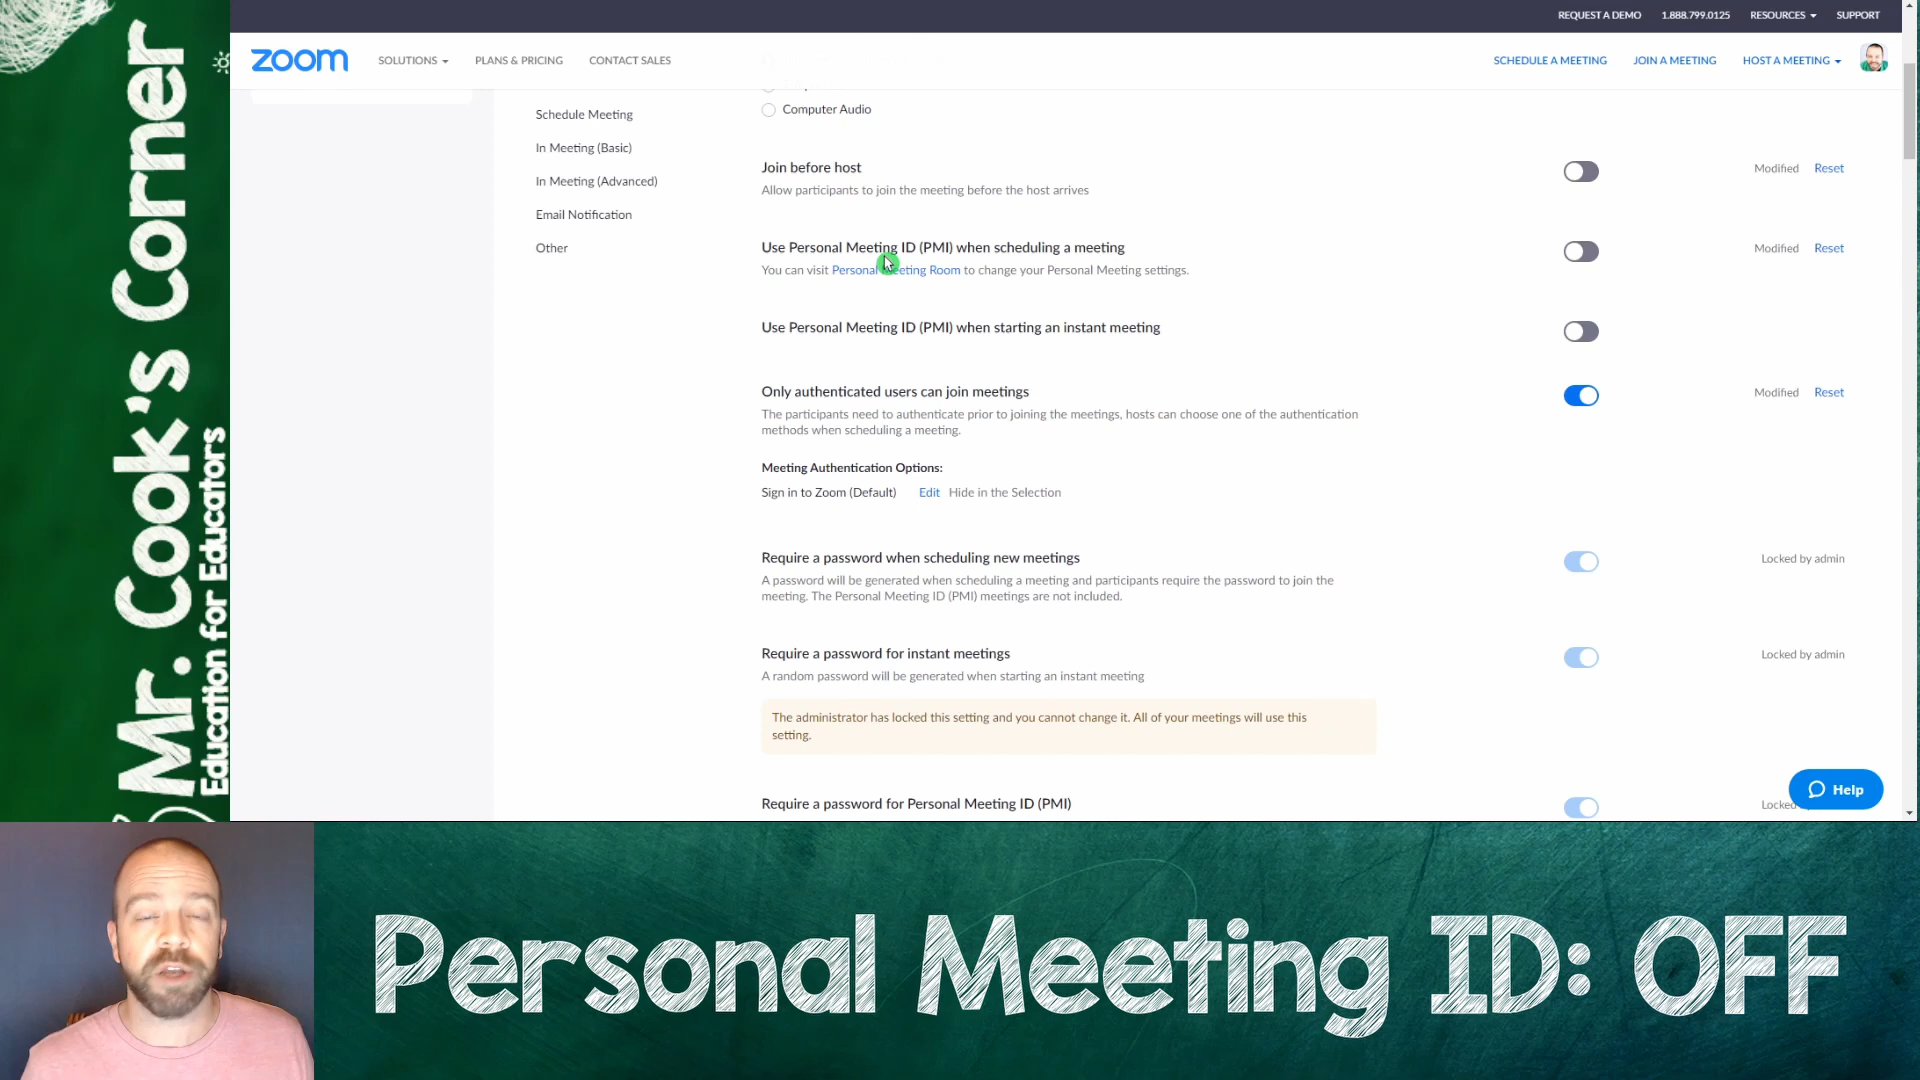 REQUEST A DEMO 1.888.799.0125 RESOURCES SUPPORT
zoom SOLUTIONS PLANS & PRICING CONTACT SALES SCHEDULE A MEETING JOIN A MEETING HOST A MEETING
Mr. Cook's Corner
Education for Educators
Schedule Meeting
In Meeting (Basic)
In Meeting (Advanced)
Email Notification
Other
Computer Audio
Join before host
Modified Reset
Allow participants to join the meeting before the host arrives
Use Personal Meeting ID (PMI) when scheduling a meeting
Modified Reset
You can visit Personal Meeting Room to change your Personal Meeting settings.
Use Personal Meeting ID (PMI) when starting an instant meeting
Only authenticated users can join meetings
Modified Reset
The participants need to authenticate prior to joining the meetings, hosts can choose one of the authentication
methods when scheduling a meeting.
Meeting Authentication Options:
Sign in to Zoom (Default) Edit Hide in the Selection
Require a password when scheduling new meetings
Locked by admin
A password will be generated when scheduling a meeting and participants require the password to join the
meeting. The Personal Meeting ID (PMI) meetings are not included.
Require a password for instant meetings
Locked by admin
A random password will be generated when starting an instant meeting
The administrator has locked this setting and you cannot change it. All of your meetings will use this
setting.
Require a password for Personal Meeting ID (PMI)
Locked
Help
Personal Meeting ID: OFF